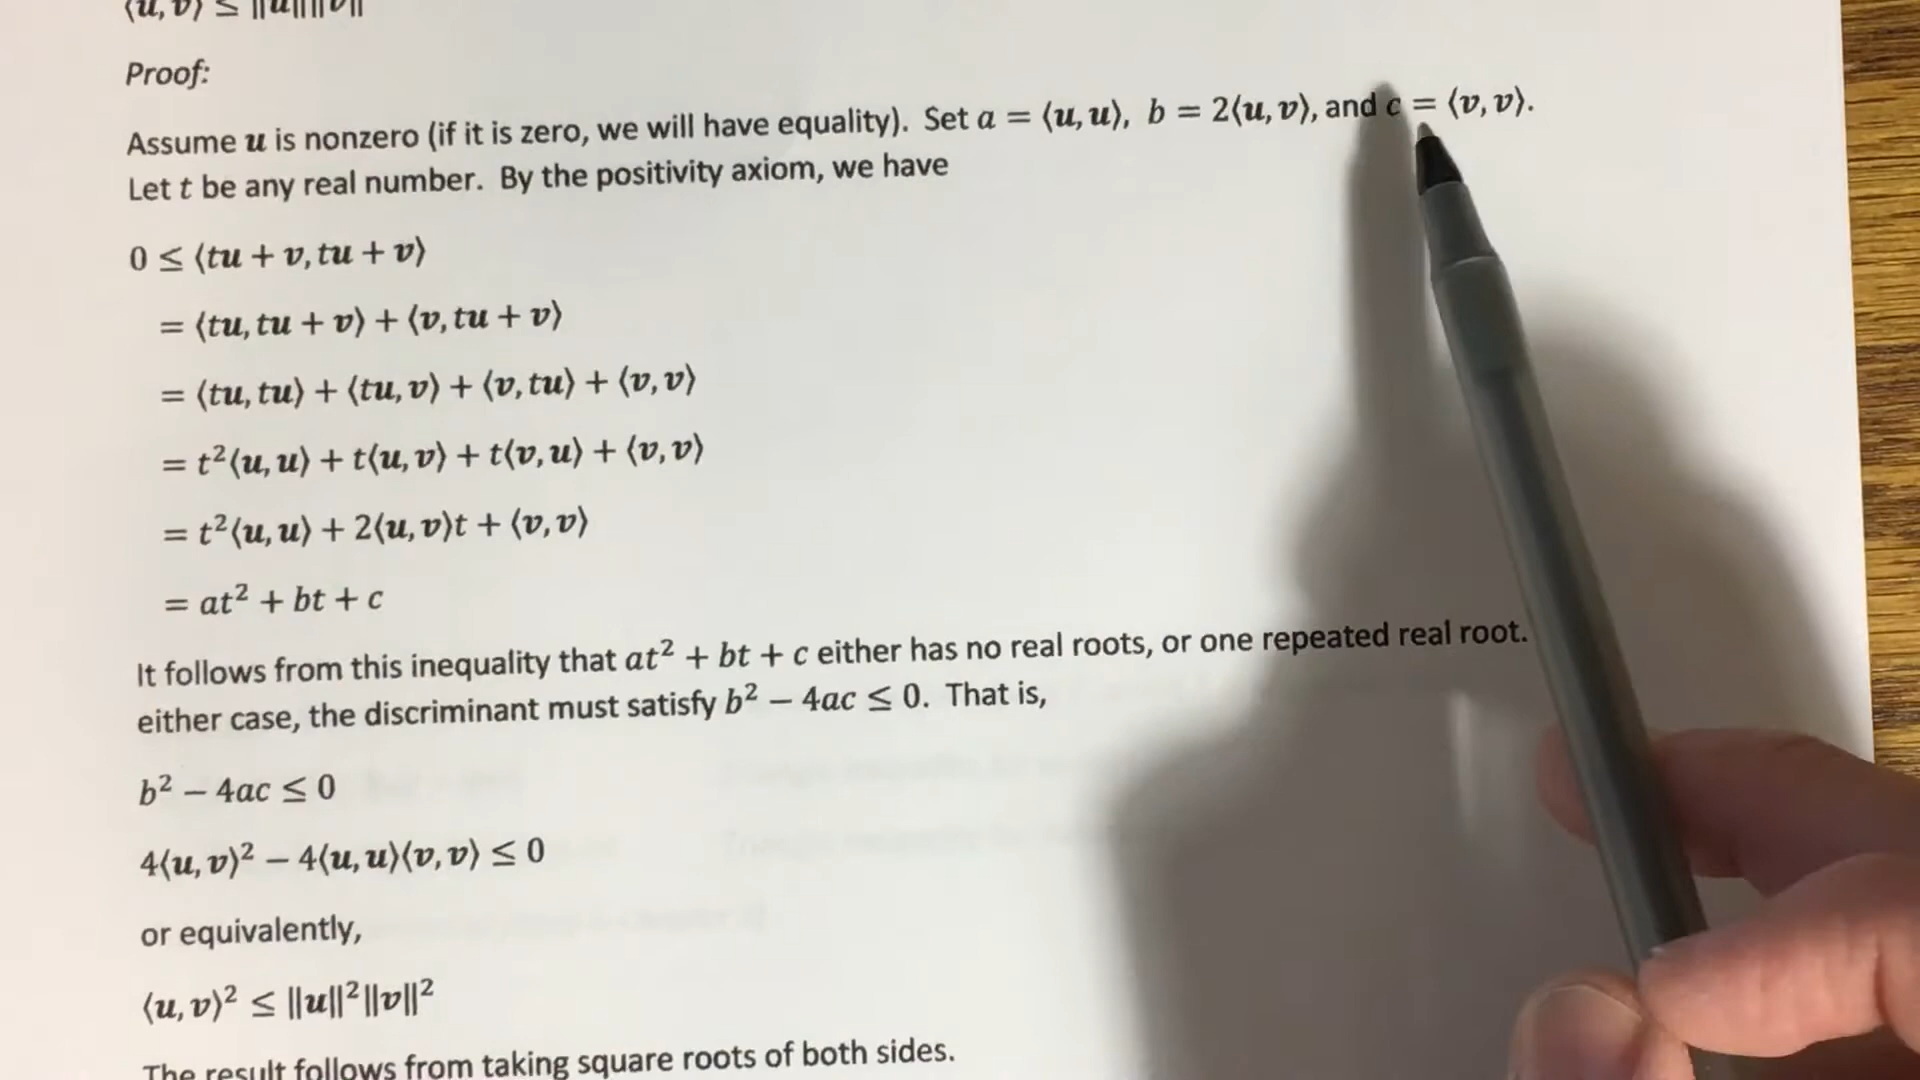 ⟨u, v⟩ ≤ ‖u‖‖v‖
Proof:
Assume u is nonzero (if it is zero, we will have equality). Set a = ⟨u, u⟩, b = 2⟨u, v⟩, and c = ⟨v, v⟩.
Let t be any real number. By the positivity axiom, we have
0 ≤ ⟨tu + v, tu + v⟩
= ⟨tu, tu + v⟩ + ⟨v, tu + v⟩
= ⟨tu, tu⟩ + ⟨tu, v⟩ + ⟨v, tu⟩ + ⟨v, v⟩
= t²⟨u, u⟩ + t⟨u, v⟩ + t⟨v, u⟩ + ⟨v, v⟩
= t²⟨u, u⟩ + 2⟨u, v⟩t + ⟨v, v⟩
= at² + bt + c
It follows from this inequality that at² + bt + c either has no real roots, or one repeated real root.
either case, the discriminant must satisfy b² − 4ac ≤ 0. That is,
b² − 4ac ≤ 0
4⟨u, v⟩² − 4⟨u, u⟩⟨v, v⟩ ≤ 0
or equivalently,
⟨u, v⟩² ≤ ‖u‖²‖v‖²
The result follows from taking square roots of both sides.